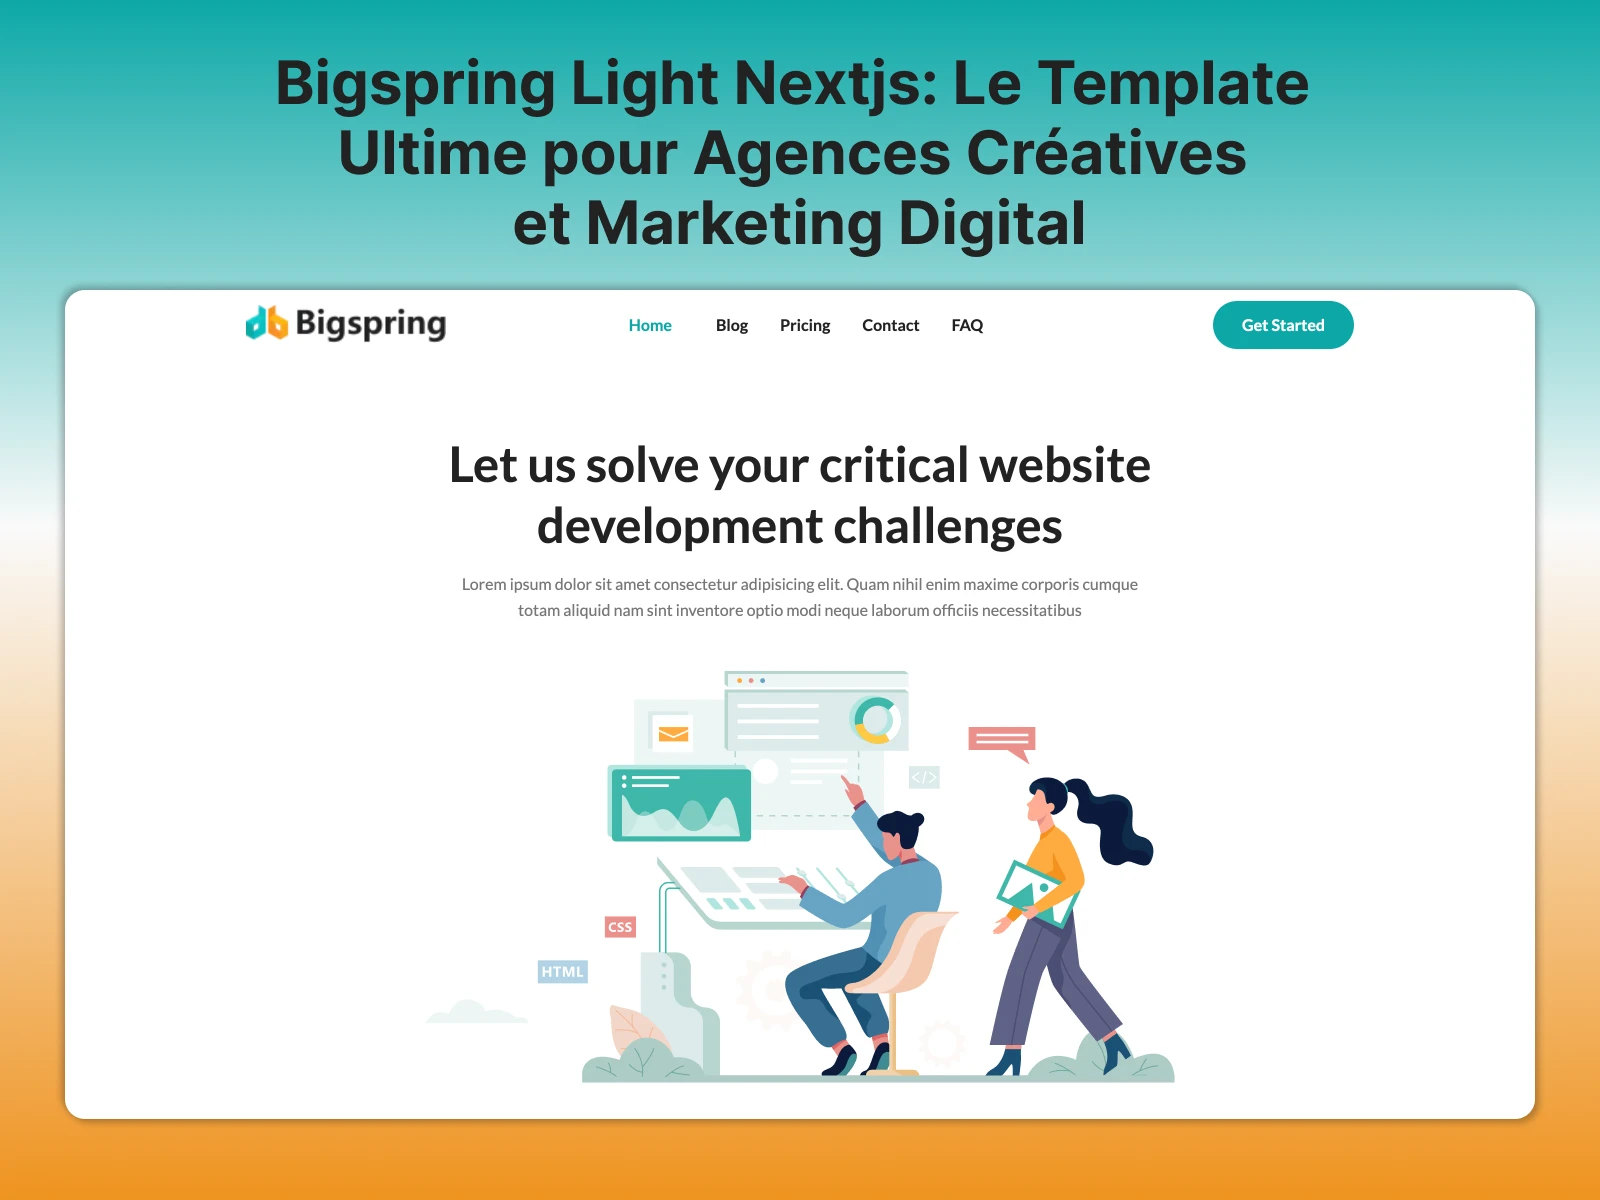 Bigspring Light Nextjs: Le Template
Ultime pour Agences Créatives
et Marketing Digital
Bigspring
Home Blog Pricing Contact FAQ
Get Started
Let us solve your critical website
development challenges
Lorem ipsum dolor sit amet consectetur adipisicing elit. Quam nihil enim maxime corporis cumque
totam aliquid nam sint inventore optio modi neque laborum officiis necessitatibus
</>
CSS
HTML